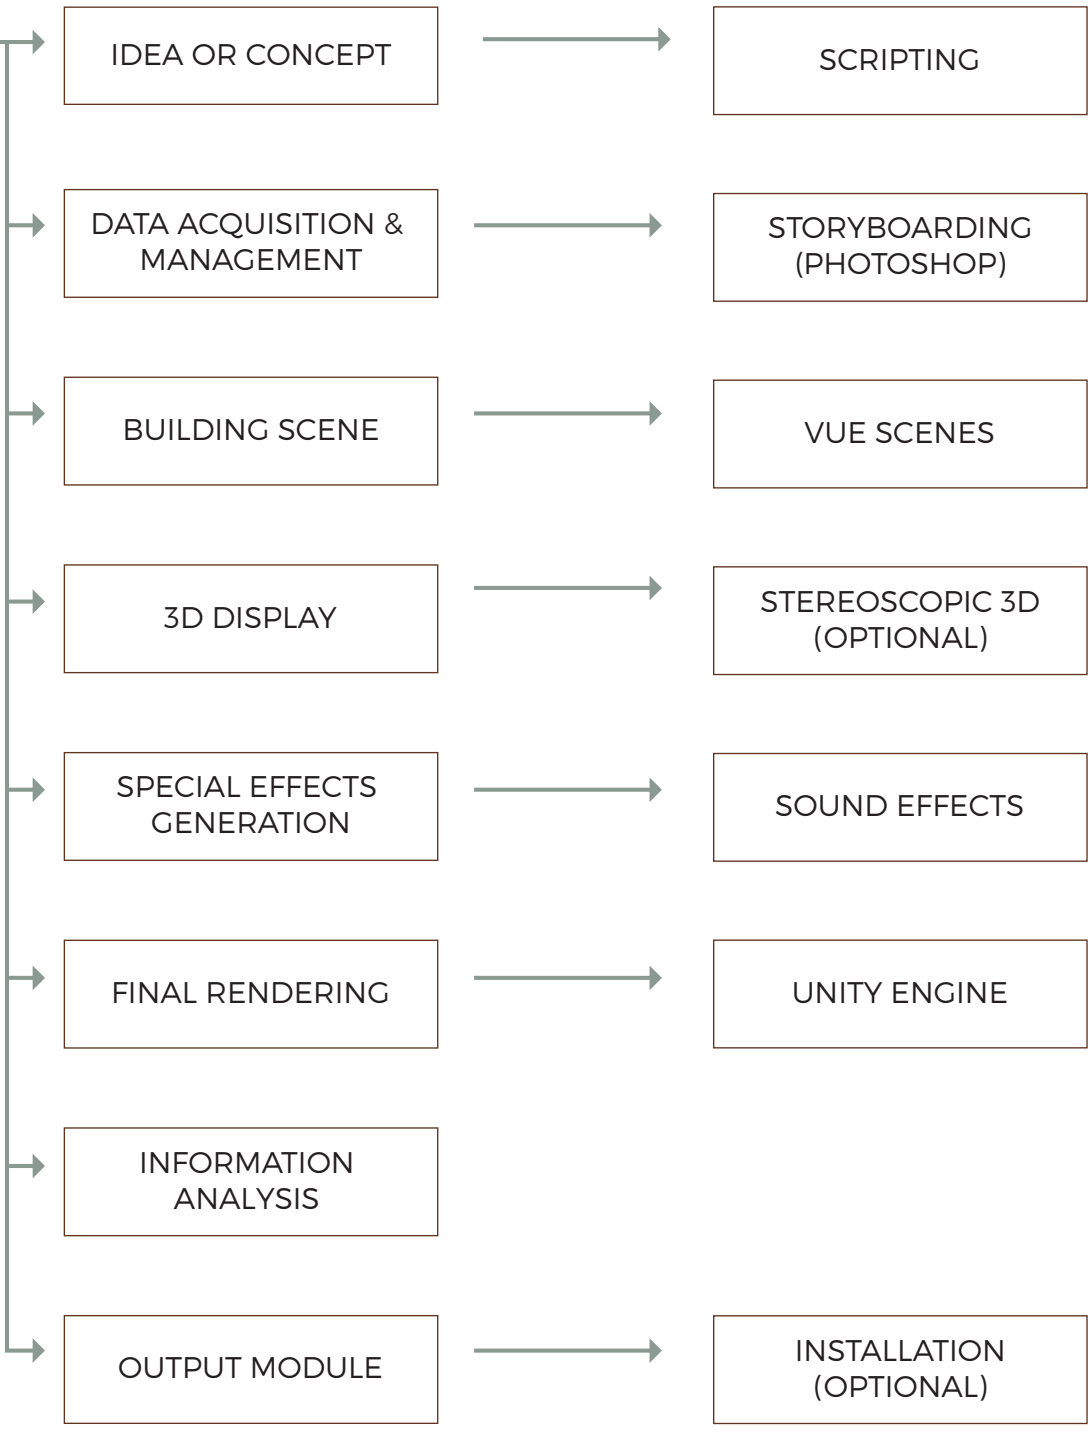 IDEA OR CONCEPT
SCRIPTING
DATA ACQUISITION &
MANAGEMENT
STORYBOARDING
(PHOTOSHOP)
BUILDING SCENE
VUE SCENES
3D DISPLAY
STEREOSCOPIC 3D
(OPTIONAL)
SPECIAL EFFECTS
GENERATION
SOUND EFFECTS
FINAL RENDERING
UNITY ENGINE
INFORMATION
ANALYSIS
OUTPUT MODULE
INSTALLATION
(OPTIONAL)